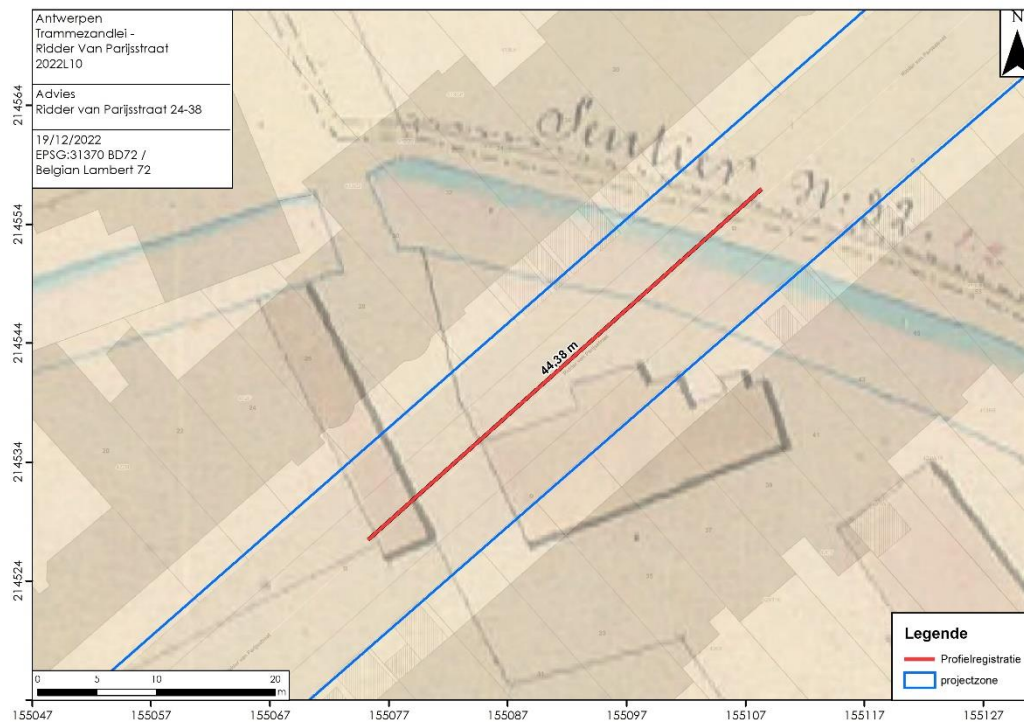 Antwerpen
Trammezandlei -
Ridder Van Parijsstraat
2022L10
Advies
Ridder van Parijsstraat 24-38
19/12/2022
EPSG:31370 BD72 /
Belgian Lambert 72
N
Sentier N: 32.
44,38 m
214564
214554
214544
214534
214524
Legende
Profielregistratie
projectzone
0 5 10 20 m
155047 155057 155067 155077 155087 155097 155107 155117 155127